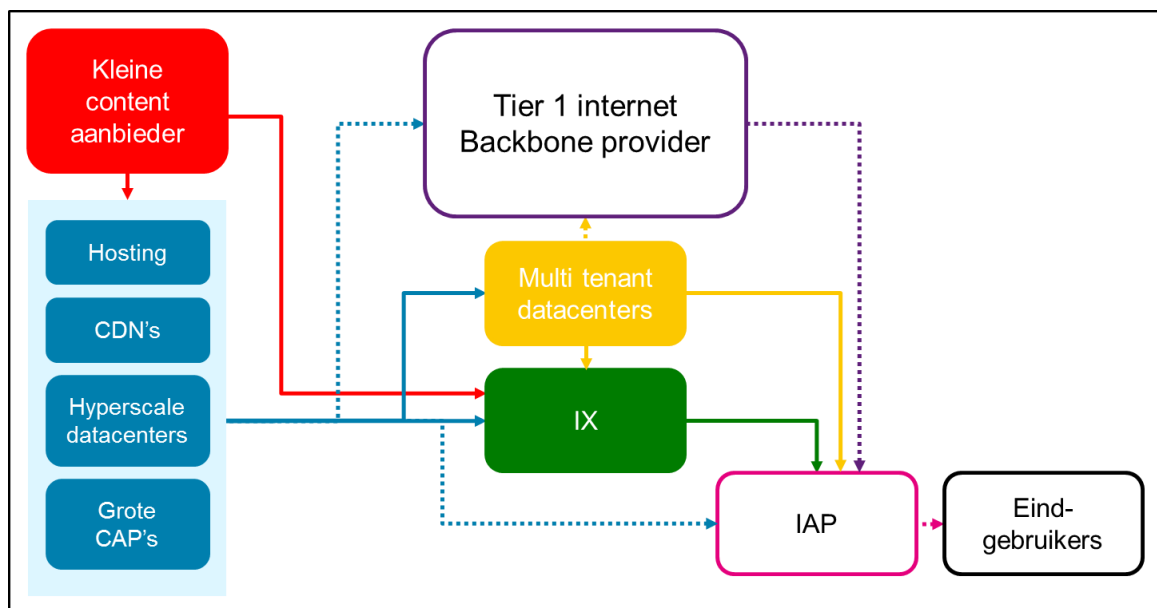 Kleine
content
aanbieder
Tier 1 internet
Backbone provider
Hosting
Multi tenant
datacenters
CDN's
Hyperscale
datacenters
IX
Grote
CAP's
IAP
Eind-
gebruikers